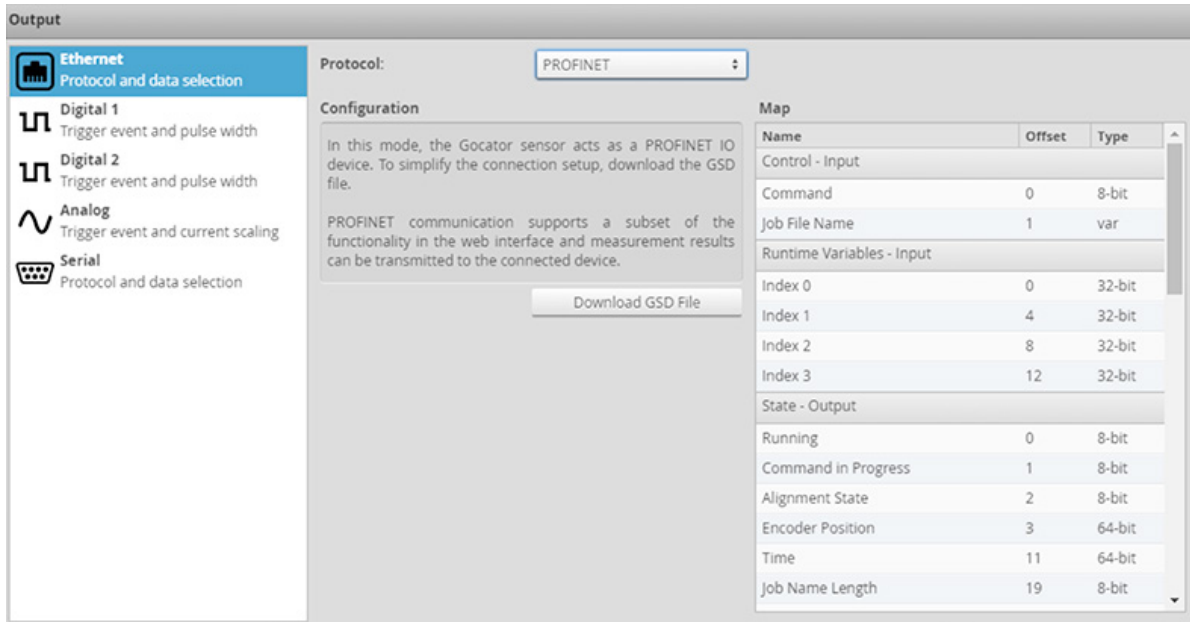 Output
Ethernet
Protocol and data selection
Digital 1
Trigger event and pulse width
Digital 2
Trigger event and pulse width
Analog
Trigger event and current scaling
Serial
Protocol and data selection
Protocol:
PROFINET
Configuration
In this mode, the Gocator sensor acts as a PROFINET IO
device. To simplify the connection setup, download the GSD
file.
PROFINET communication supports a subset of the
functionality in the web interface and measurement results
can be transmitted to the connected device.
Download GSD File
Map
Name Offset Type
Control - Input
Command 0 8-bit
Job File Name 1 var
Runtime Variables - Input
Index 0 0 32-bit
Index 1 4 32-bit
Index 2 8 32-bit
Index 3 12 32-bit
State - Output
Running 0 8-bit
Command in Progress 1 8-bit
Alignment State 2 8-bit
Encoder Position 3 64-bit
Time 11 64-bit
Job Name Length 19 8-bit